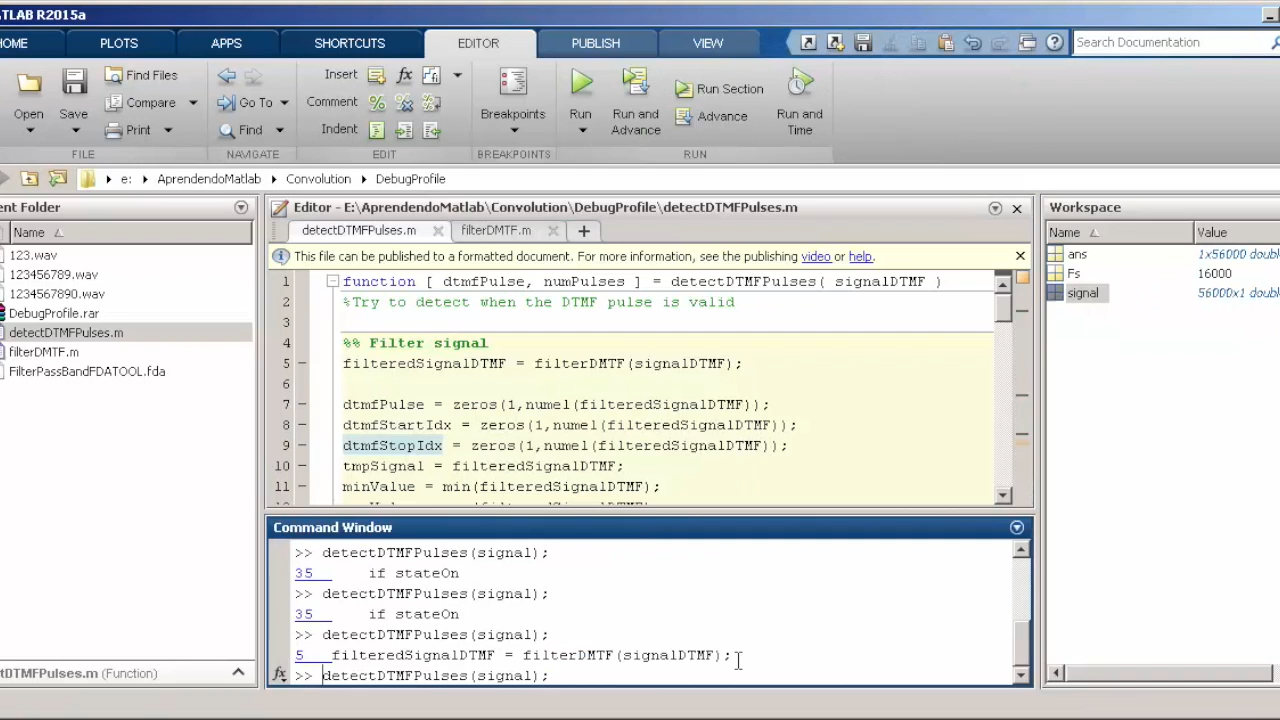 TLAB R2015a
HOME PLOTS APPS SHORTCUTS EDITOR PUBLISH VIEW Search Documentation
Find Files Insert fx Run Section
Compare Go To Comment
Open Save Breakpoints Run Run and Advance Advance Run and Time
Print Find Indent
FILE NAVIGATE EDIT BREAKPOINTS RUN
e: AprendendoMatlab Convolution DebugProfile
ent Folder
Name
123.wav
123456789.wav
1234567890.wav
DebugProfile.rar
detectDTMFPulses.m
filterDMTF.m
FilterPassBandFDATOOL.fda
ctDTMFPulses.m (Function)
Editor - E:\AprendendoMatlab\Convolution\DebugProfile\detectDTMFPulses.m
detectDTMFPulses.m filterDMTF.m
This file can be published to a formatted document. For more information, see the publishing video or help.
1 function [ dtmfPulse, numPulses ] = detectDTMFPulses( signalDTMF )
2 %Try to detect when the DTMF pulse is valid
3
4 %% Filter signal
5 filteredSignalDTMF = filterDMTF(signalDTMF);
6
7 dtmfPulse = zeros(1,numel(filteredSignalDTMF));
8 dtmfStartIdx = zeros(1,numel(filteredSignalDTMF));
9 dtmfStopIdx = zeros(1,numel(filteredSignalDTMF));
10 tmpSignal = filteredSignalDTMF;
11 minValue = min(filteredSignalDTMF);
Command Window
>> detectDTMFPulses(signal);
35 if stateOn
>> detectDTMFPulses(signal);
35 if stateOn
>> detectDTMFPulses(signal);
5 filteredSignalDTMF = filterDMTF(signalDTMF);
fx >> detectDTMFPulses(signal);
Workspace
Name Value
ans 1x56000 doubl
Fs 16000
signal 56000x1 doubl